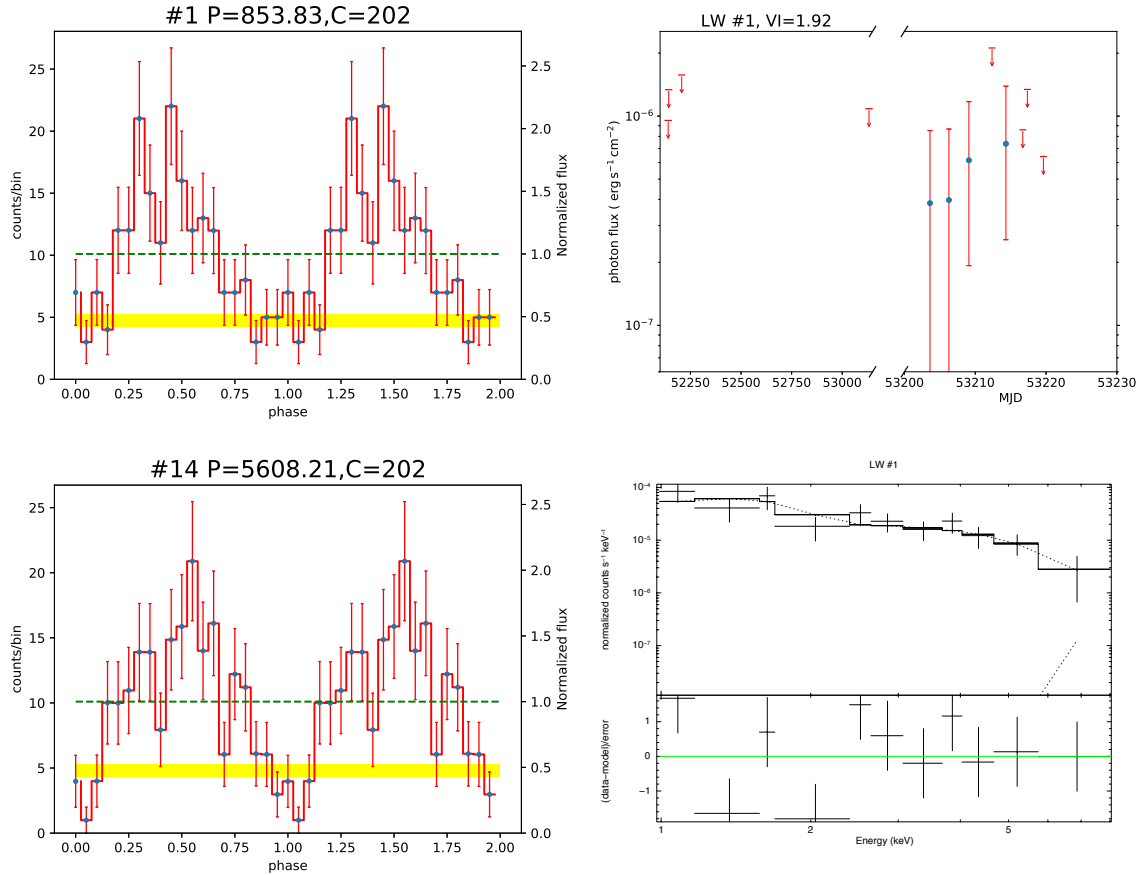 #1 P=853.83,C=202
counts/bin
Normalized flux
25
20
15
10
5
0
2.5
2.0
1.5
1.0
0.5
0.0
0.00 0.25 0.50 0.75 1.00 1.25 1.50 1.75 2.00
phase
LW #1, VI=1.92
photon flux ( erg s⁻¹ cm⁻²)
10⁻⁶
10⁻⁷
52250 52500 52750 53000 53200 53210 53220 53230
MJD
#14 P=5608.21,C=202
counts/bin
Normalized flux
25
20
15
10
5
0
2.5
2.0
1.5
1.0
0.5
0.0
0.00 0.25 0.50 0.75 1.00 1.25 1.50 1.75 2.00
phase
LW #1
normalized counts s⁻¹ keV⁻¹
10⁻⁴
10⁻⁵
10⁻⁶
10⁻⁷
(data−model)/error
1
0
−1
1 2 5
Energy (keV)